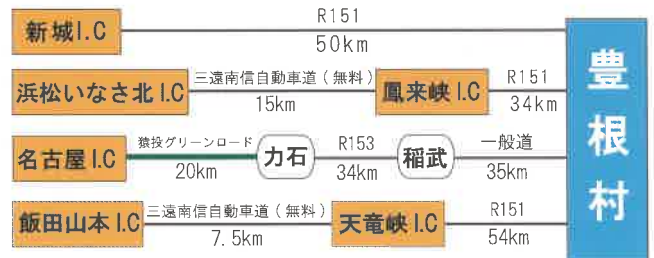 新城I.C R151 50km
浜松いなさ北I.C 三遠南信自動車道(無料) 15km 鳳来峡I.C R151 34km
名古屋I.C 猿投グリーンロード 20km 力石 R153 34km 稲武 一般道 35km
飯田山本I.C 三遠南信自動車道(無料) 7.5km 天竜峡I.C R151 54km
豊根村